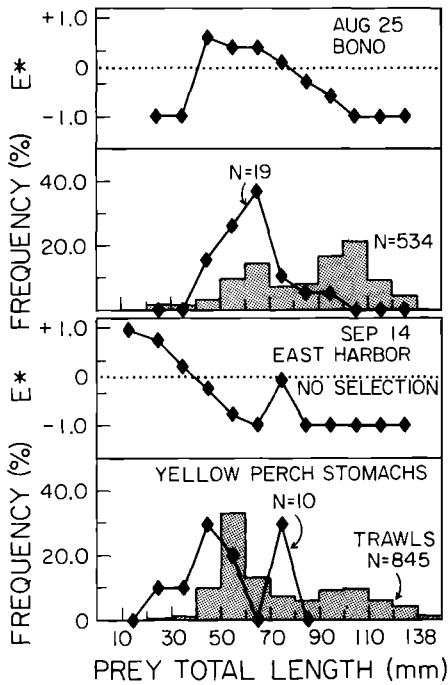 +1.0
AUG 25
BONO
E*
0
-1.0
FREQUENCY (%)
40.0
N=19
N=534
20.0
+1.0
SEP 14
EAST HARBOR
E*
0
NO SELECTION
-1.0
FREQUENCY (%)
YELLOW PERCH STOMACHS
40.0
N=10
TRAWLS
N=845
20.0
0
10 30 50 70 90 110 138
PREY TOTAL LENGTH (mm)